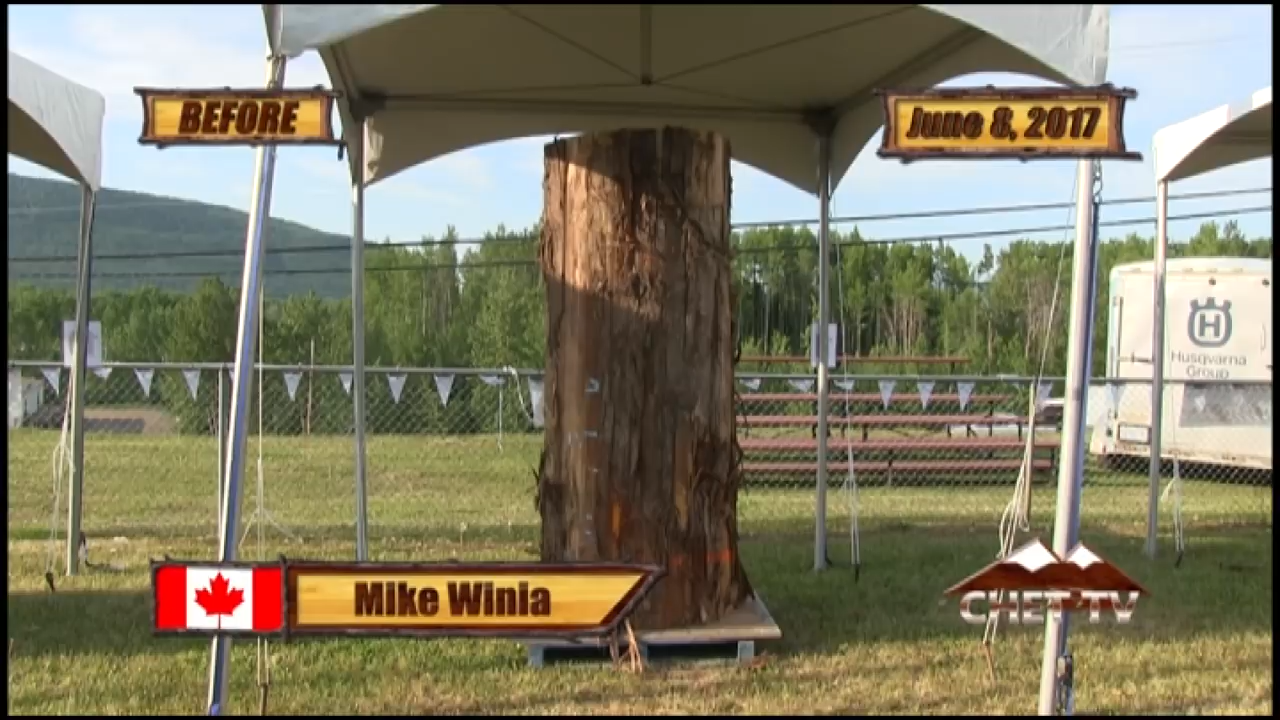 BEFORE
June 8, 2017
H
Husqvarna
Group
Mike Winia
CHET TV